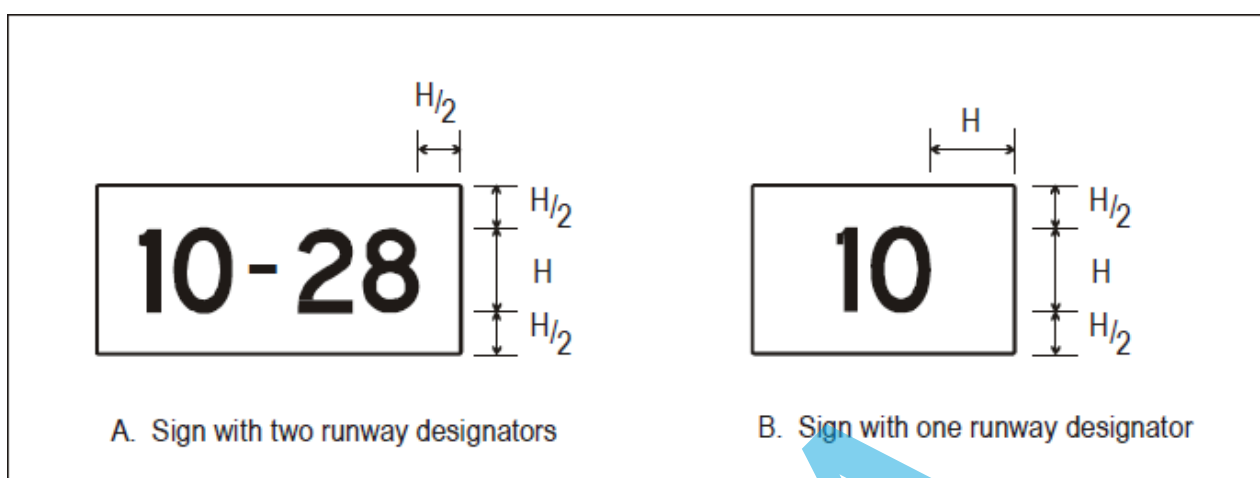 H/2
H
H/2
H
H/2
10-28
H/2
H
H/2
10
A. Sign with two runway designators
B. Sign with one runway designator